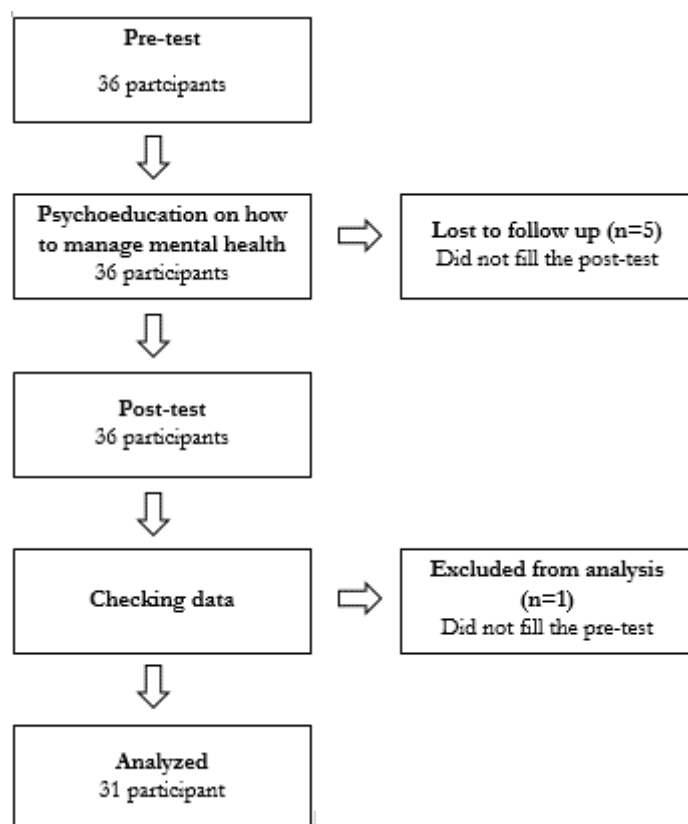 Pre-test
36 partcipants
Psychoeducation on how
to manage mental health
36 participants
Lost to follow up (n=5)
Did not fill the post-test
Post-test
36 participants
Checking data
Excluded from analysis
(n=1)
Did not fill the pre-test
Analyzed
31 participant